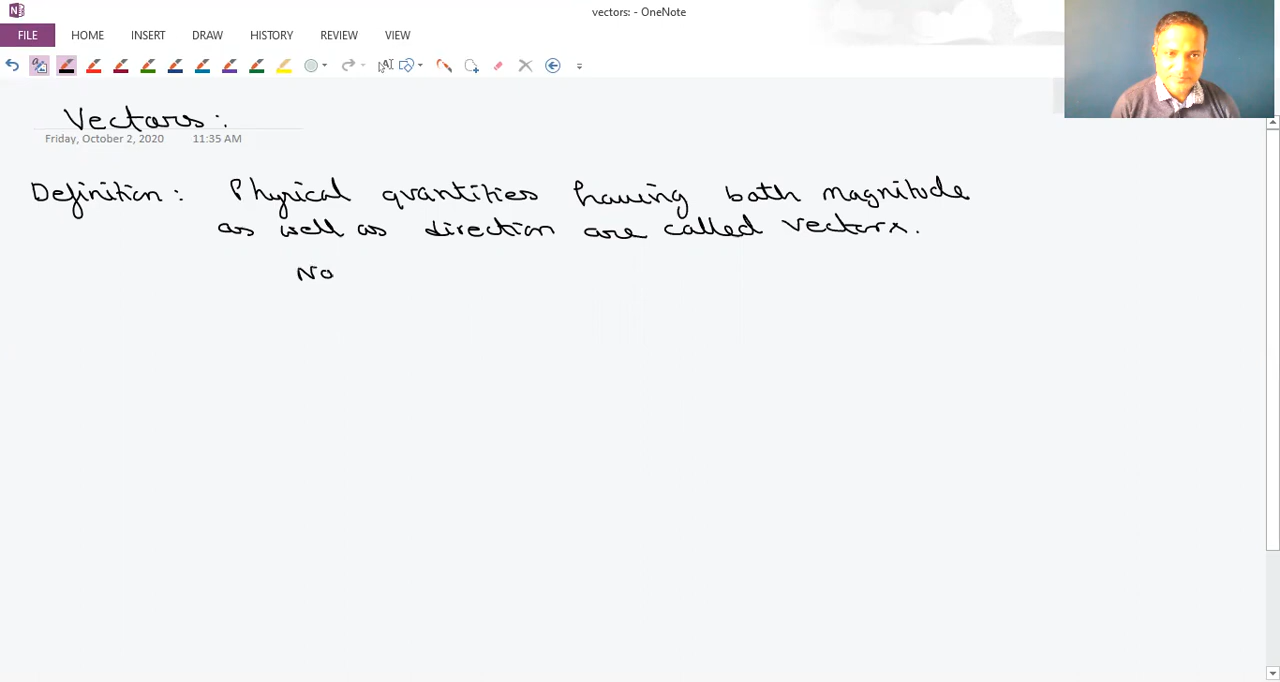 vectors: - OneNote
FILE HOME INSERT DRAW HISTORY REVIEW VIEW
Vectors:
Friday, October 2, 2020 11:35 AM
Definition: Physical quantities having both magnitude
as well as direction are called vectors.
No